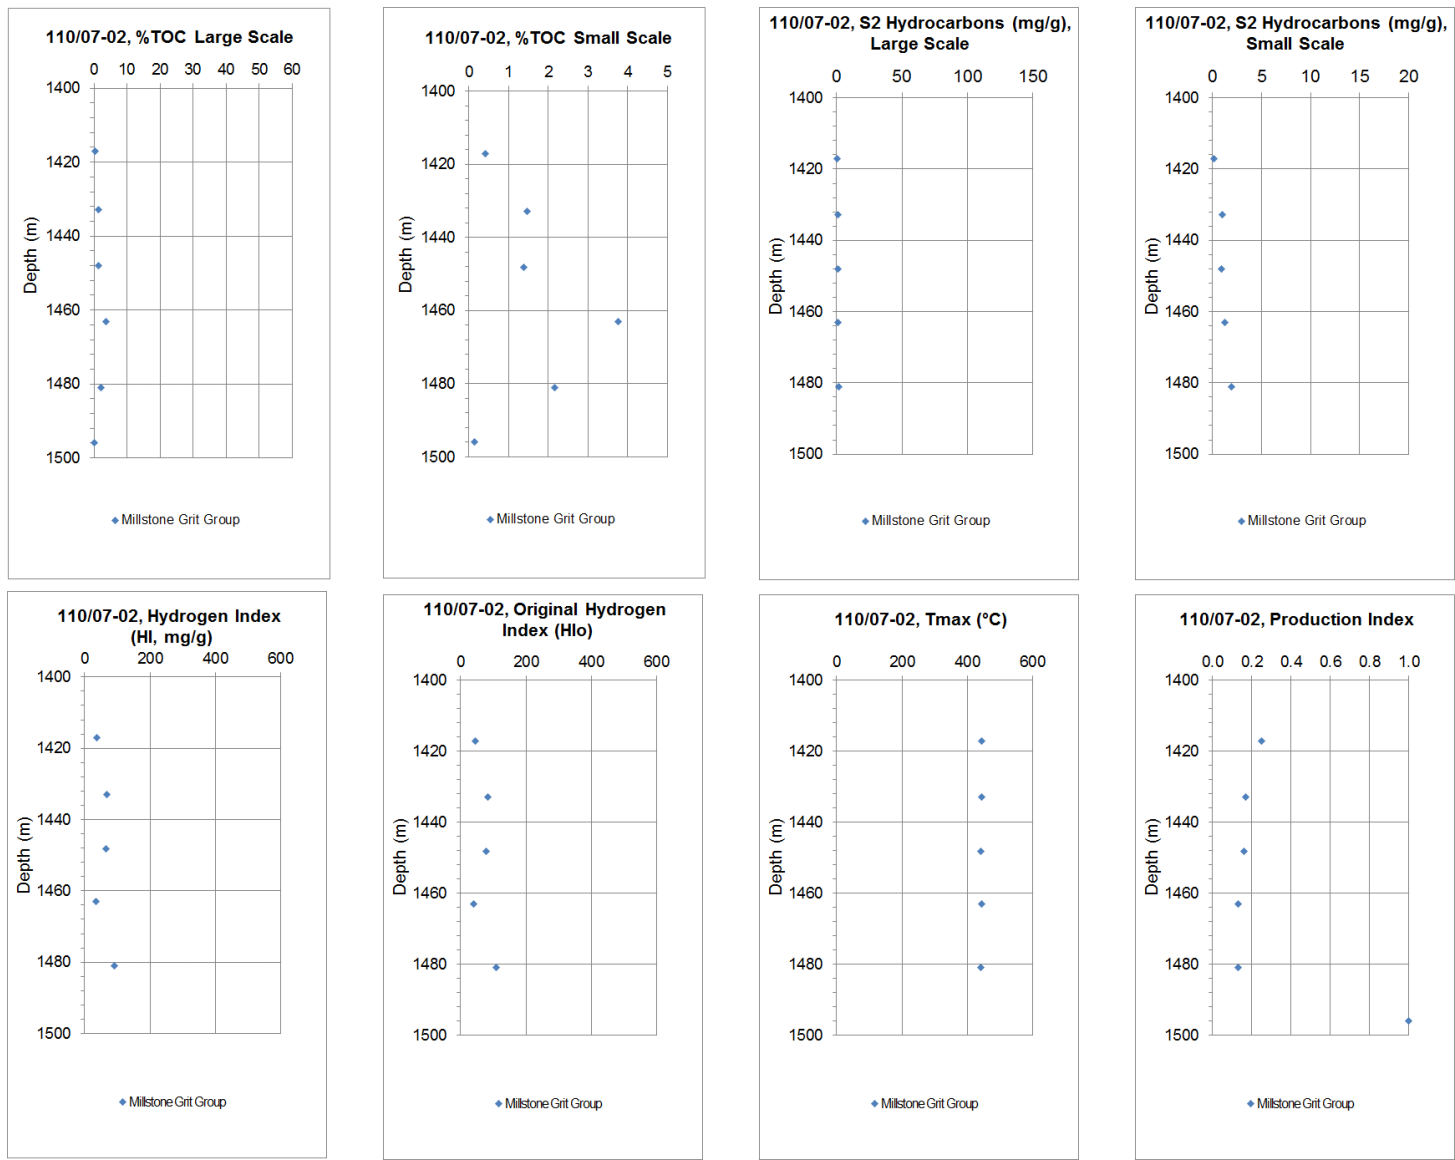 110/07-02, %TOC Large Scale
0 10 20 30 40 50 60
1400
1420
1440
1460
1480
1500
Depth (m)
Millstone Grit Group
110/07-02, %TOC Small Scale
0 1 2 3 4 5
1400
1420
1440
1460
1480
1500
Depth (m)
Millstone Grit Group
110/07-02, S2 Hydrocarbons (mg/g),
Large Scale
0 50 100 150
1400
1420
1440
1460
1480
1500
Depth (m)
Millstone Grit Group
110/07-02, S2 Hydrocarbons (mg/g),
Small Scale
0 5 10 15 20
1400
1420
1440
1460
1480
1500
Depth (m)
Millstone Grit Group
110/07-02, Hydrogen Index
(HI, mg/g)
0 200 400 600
1400
1420
1440
1460
1480
1500
Depth (m)
Millstone Grit Group
110/07-02, Original Hydrogen
Index (HIo)
0 200 400 600
1400
1420
1440
1460
1480
1500
Depth (m)
Millstone Grit Group
110/07-02, Tmax (°C)
0 200 400 600
1400
1420
1440
1460
1480
1500
Depth (m)
Millstone Grit Group
110/07-02, Production Index
0.0 0.2 0.4 0.6 0.8 1.0
1400
1420
1440
1460
1480
1500
Depth (m)
Millstone Grit Group